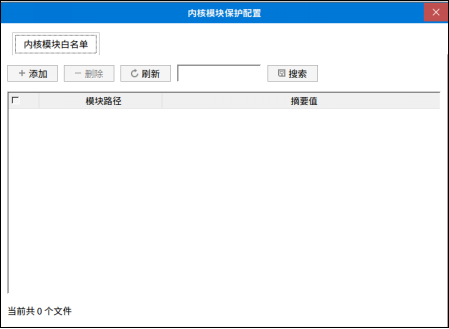 内核模块保护配置
内核模块白名单
添加 删除 刷新 搜索
模块路径 摘要值
当前共 0 个文件